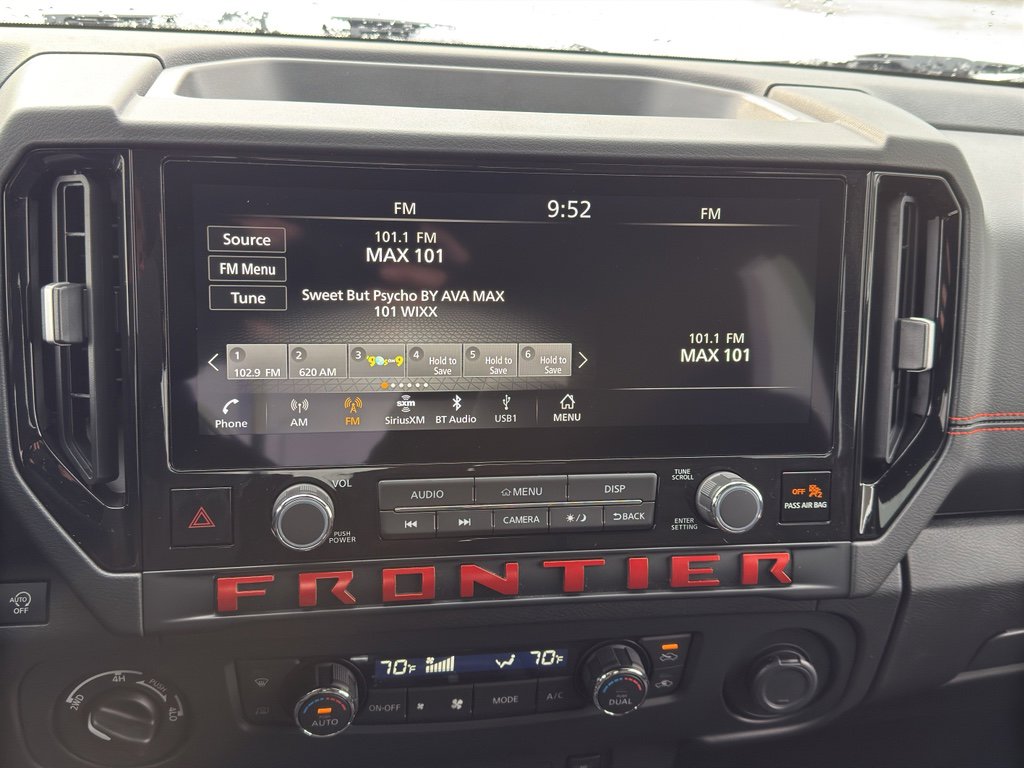 FM 9:52 FM
Source
FM Menu
Tune
101.1 FM
MAX 101
Sweet But Psycho BY AVA MAX
101 WIXX
101.1 FM
MAX 101
1 2 3 4 5 6
102.9 FM 620 AM Hold to Save Hold to Save Hold to Save
Phone AM FM sxm SiriusXM BT Audio USB1 MENU
VOL
PUSH POWER
AUDIO MENU DISP
CAMERA BACK
TUNE SCROLL
ENTER SETTING
OFF 2
PASS AIR BAG
FRONTIER
AUTO
OFF
70°F 70°F
ON-OFF MODE A/C
PUSH AUTO
DUAL
2WD 4H PUSH 4LO